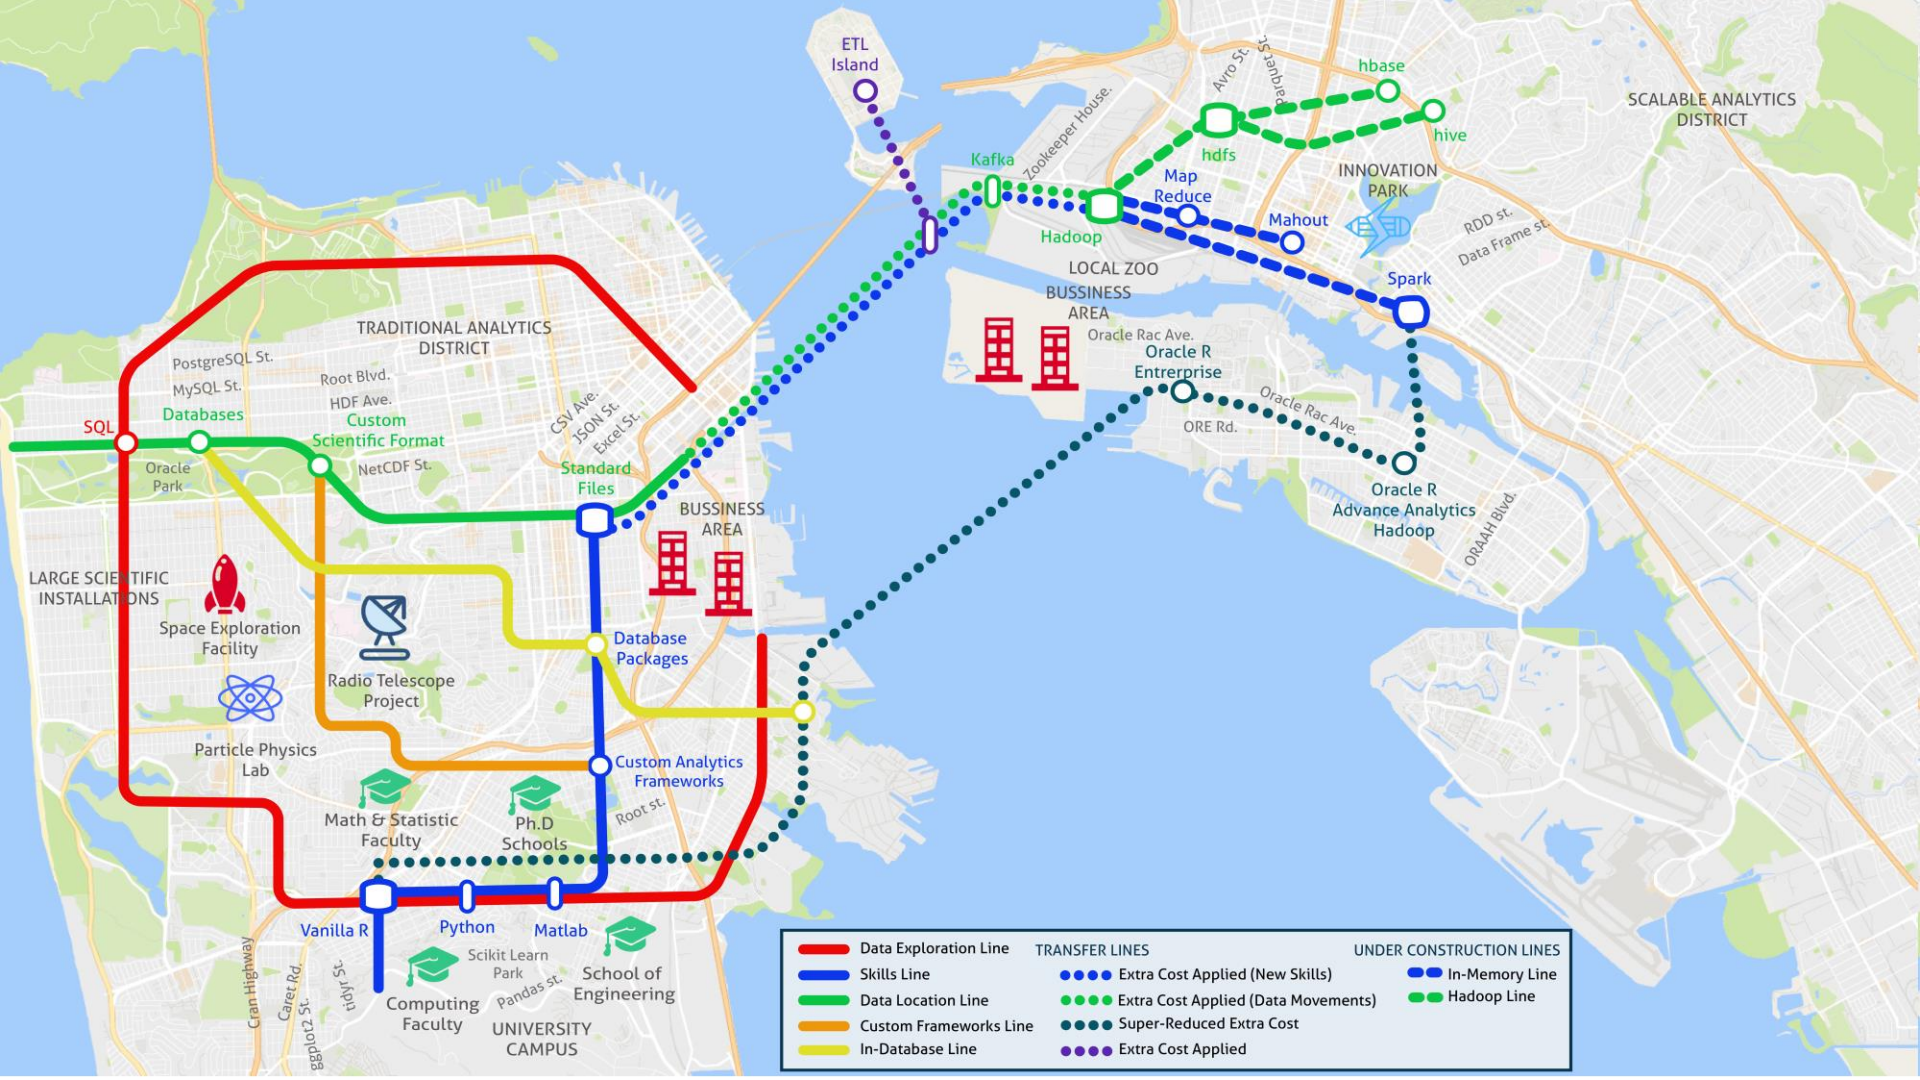 ETL
Island
hbase
hive
Avro St.
Parquet St.
SCALABLE ANALYTICS
DISTRICT
Zookeeper House.
Kafka
hdfs
Map
Reduce
INNOVATION
PARK
Mahout
RDD st.
Data Frame st.
Hadoop
LOCAL ZOO
BUSSINESS
AREA
Spark
Oracle Rac Ave.
Oracle R
Entrerprise
Oracle Rac Ave.
ORE Rd.
Oracle R
Advance Analytics
Hadoop
ORAAH Blvd.
TRADITIONAL ANALYTICS
DISTRICT
PostgreSQL St.
MySQL St.
Root Blvd.
HDF Ave.
CSV Ave.
JSON St.
Excel St.
SQL
Databases
Custom
Scientific Format
NetCDF St.
Oracle
Park
Standard
Files
BUSSINESS
AREA
LARGE SCIENTIFIC
INSTALLATIONS
Space Exploration
Facility
Radio Telescope
Project
Database
Packages
Particle Physics
Lab
Custom Analytics
Frameworks
Root st.
Math & Statistic
Faculty
Ph.D
Schools
Vanilla R
Python
Matlab
Scikit Learn
Park
Pandas st.
School of
Engineering
Computing
Faculty
UNIVERSITY
CAMPUS
Cran Highway
Caret Rd.
ggplot2 St.
tidyr St.
Data Exploration Line
Skills Line
Data Location Line
Custom Frameworks Line
In-Database Line
TRANSFER LINES
Extra Cost Applied (New Skills)
Extra Cost Applied (Data Movements)
Super-Reduced Extra Cost
Extra Cost Applied
UNDER CONSTRUCTION LINES
In-Memory Line
Hadoop Line